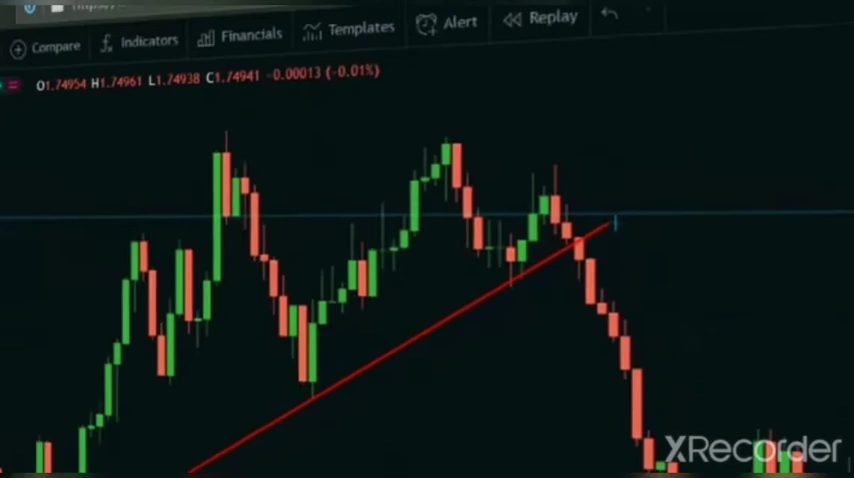 Compare Indicators Financials Templates Alert Replay
O1.74954 H1.74961 L1.74938 C1.74941 -0.00013 (-0.01%)
XRecorder